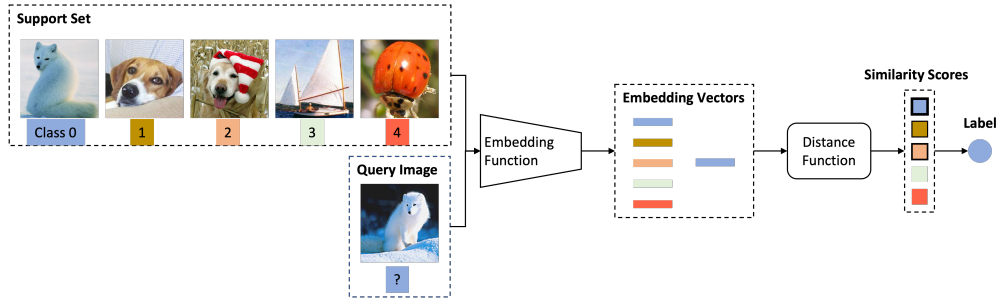 Support Set
Class 0
1
2
3
4
Query Image
?
Embedding
Function
Embedding Vectors
Distance
Function
Similarity Scores
Label